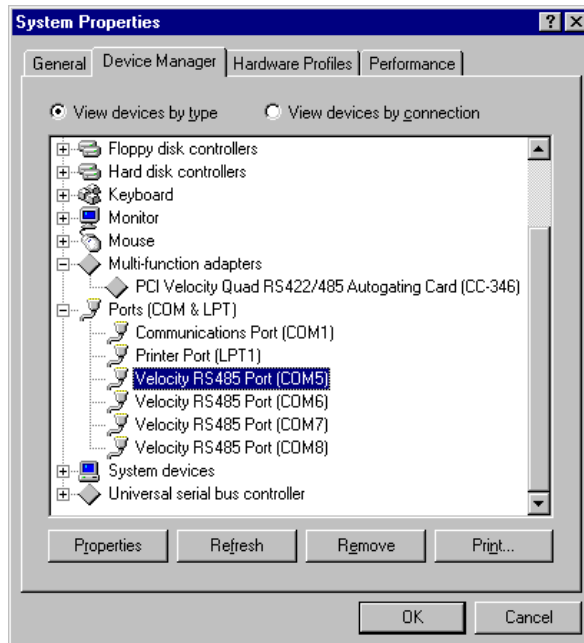 System Properties
General Device Manager Hardware Profiles Performance
View devices by type View devices by connection
Floppy disk controllers
Hard disk controllers
Keyboard
Monitor
Mouse
Multi-function adapters
PCI Velocity Quad RS422/485 Autogating Card (CC-346)
Ports (COM & LPT)
Communications Port (COM1)
Printer Port (LPT1)
Velocity RS485 Port (COM5)
Velocity RS485 Port (COM6)
Velocity RS485 Port (COM7)
Velocity RS485 Port (COM8)
System devices
Universal serial bus controller
Properties Refresh Remove Print...
OK Cancel